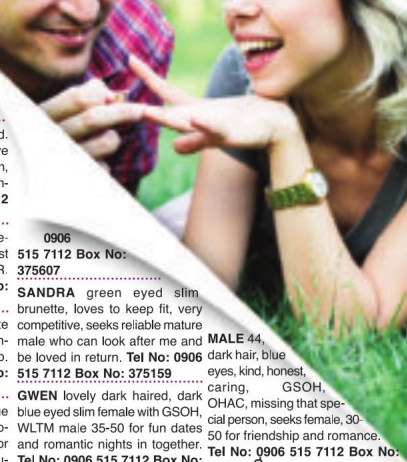 0906
515 7112 Box No:
375607
SANDRA green eyed slim
brunette, loves to keep fit, very
competitive, seeks reliable mature
male who can look after me and
be loved in return. Tel No: 0906
515 7112 Box No: 375159
GWEN lovely dark haired, dark
blue eyed slim female with GSOH,
WLTM male 35-50 for fun dates
and romantic nights in together.
Tel No: 0906 515 7112 Box No:
MALE 44,
dark hair, blue
eyes, kind, honest,
caring, GSOH,
OHAC, missing that spe-
cial person, seeks female, 30-
50 for friendship and romance.
Tel No: 0906 515 7112 Box No: